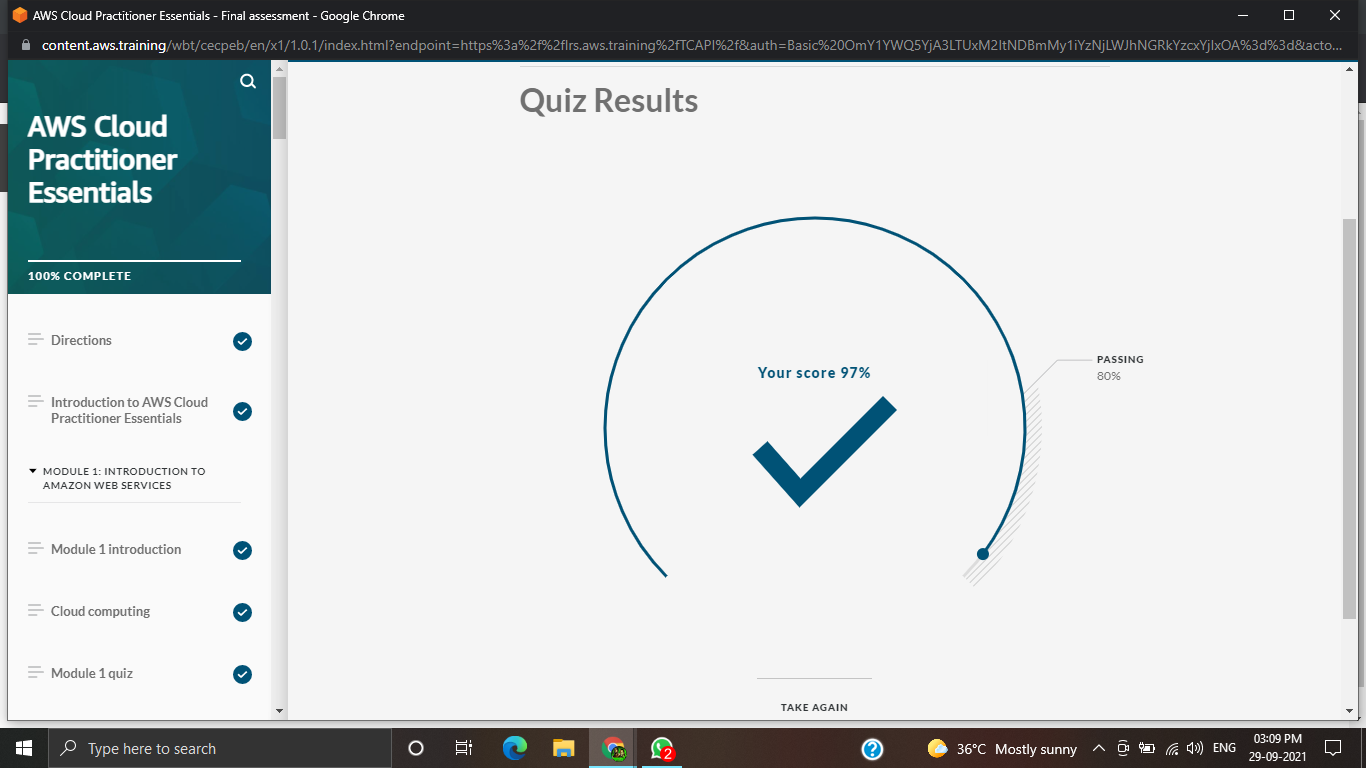 AWS Cloud Practitioner Essentials - Final assessment - Google Chrome
content.aws.training/wbt/cecpeb/en/x1/1.0.1/index.html?endpoint=https%3a%2f%2flrs.aws.training%2fTCAPI%2f&auth=Basic%20OmY1YWQ5YjA3LTUxM2ItNDBmMy1iYzNjLWJhNGRkYzcxYjIxOA%3d%3d&acto...
AWS Cloud
Practitioner
Essentials
100% COMPLETE
Directions
Introduction to AWS Cloud
Practitioner Essentials
MODULE 1: INTRODUCTION TO
AMAZON WEB SERVICES
Module 1 introduction
Cloud computing
Module 1 quiz
Quiz Results
Your score 97%
PASSING
80%
TAKE AGAIN
Type here to search
2
36°C Mostly sunny
ENG
03:09 PM
29-09-2021